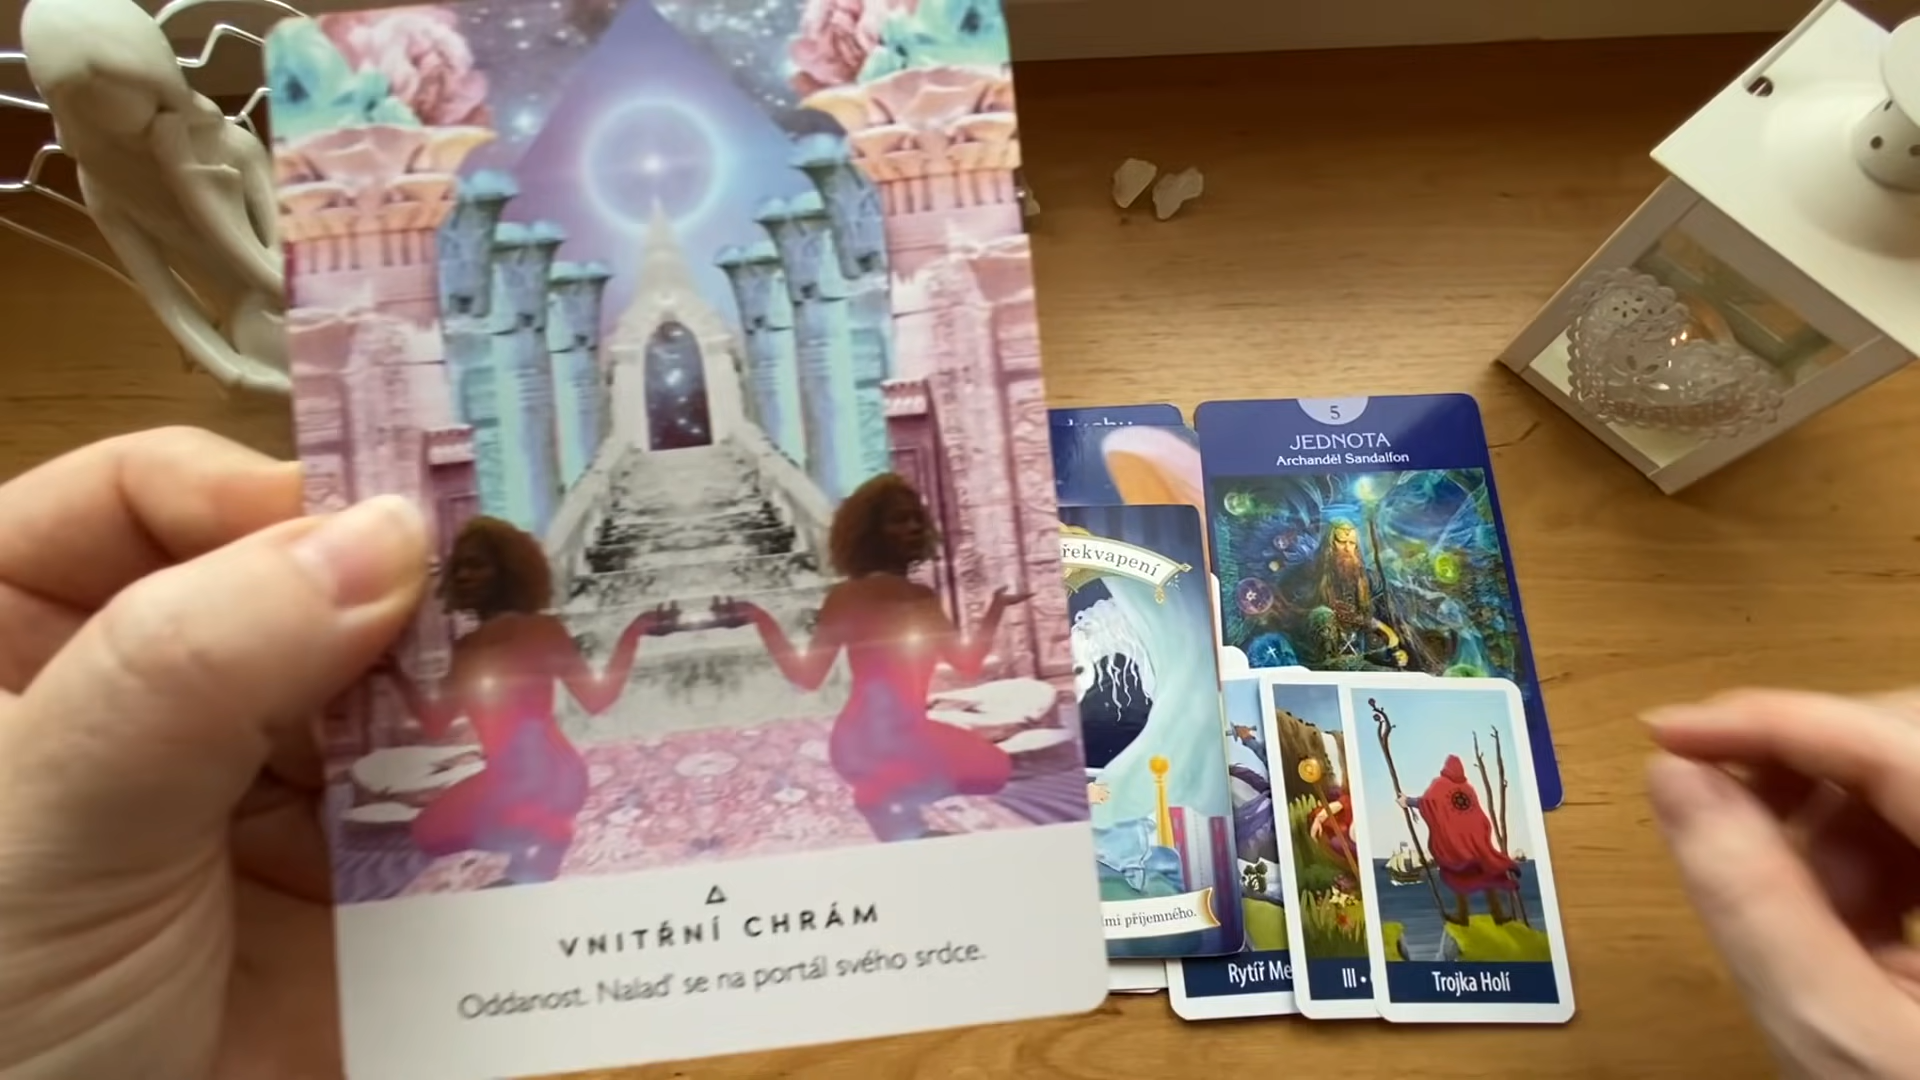 VNITŘNÍ CHRÁM
Oddanost. Nalaď se na portál svého srdce.
5
JEDNOTA
Archanděl Sandalfon
řekvapení
mi příjemného.
Rytíř Me
III •
Trojka Holí